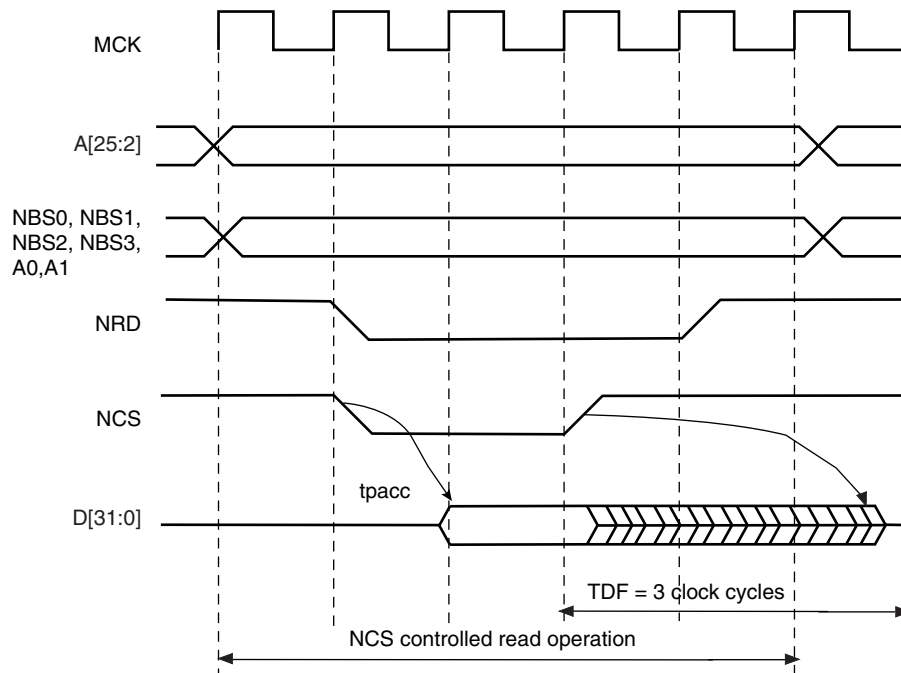 MCK
A[25:2]
NBS0, NBS1,
NBS2, NBS3,
A0,A1
NRD
NCS
tpacc
D[31:0]
TDF = 3 clock cycles
NCS controlled read operation